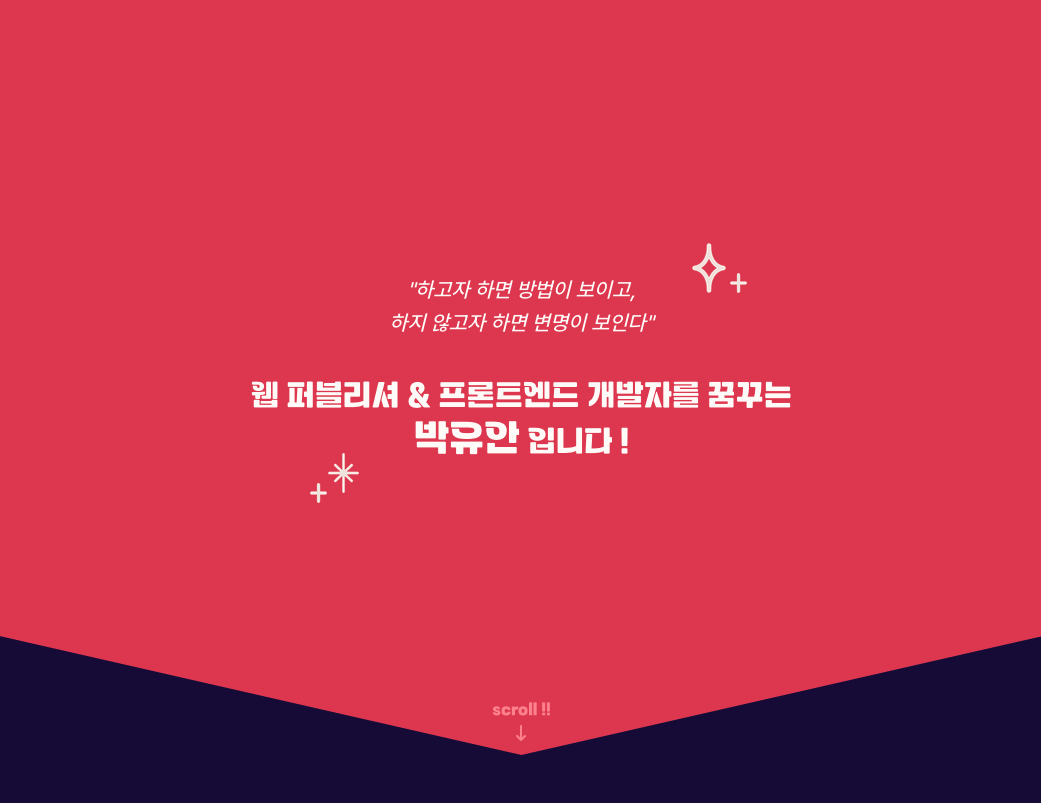 "하고자 하면 방법이 보이고,
하지 않고자 하면 변명이 보인다"
웹 퍼블리셔 & 프론트엔드 개발자를 꿈꾸는
박유안 입니다 !
scroll !!